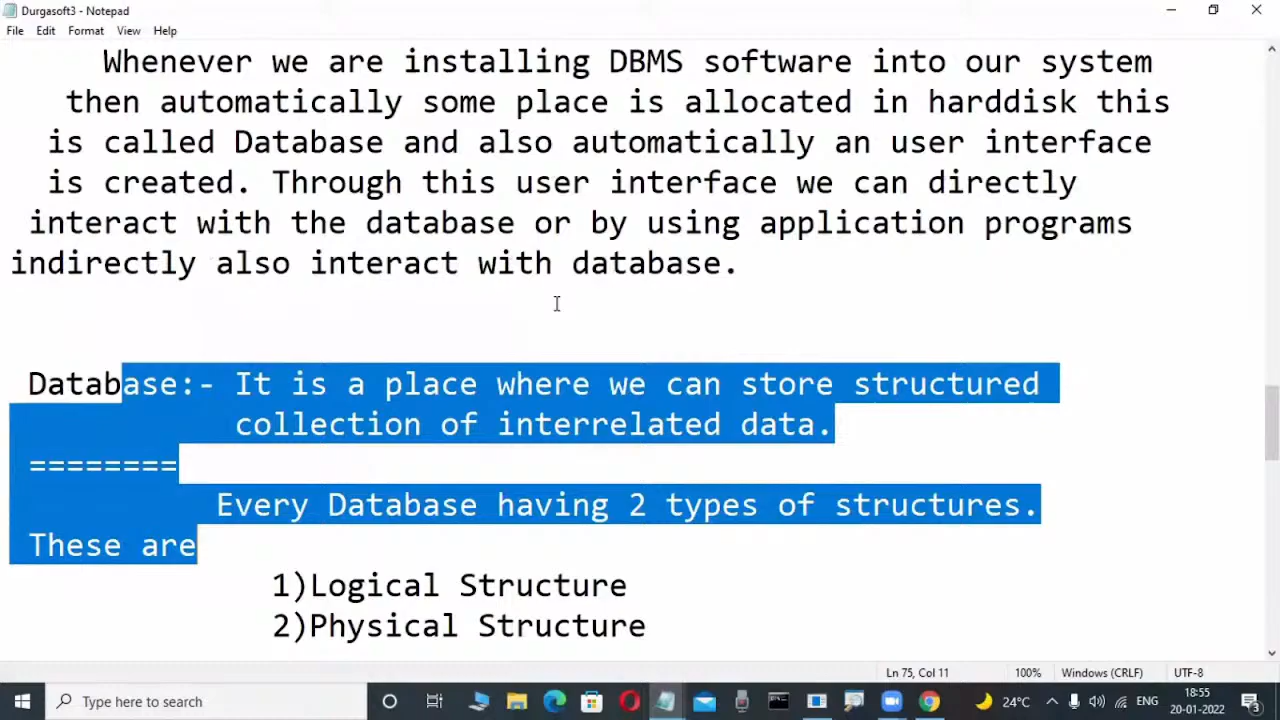 Durgasoft3 - Notepad
File Edit Format View Help
Whenever we are installing DBMS software into our system
then automatically some place is allocated in harddisk this
is called Database and also automatically an user interface
is created. Through this user interface we can directly
interact with the database or by using application programs
indirectly also interact with database.
Database:- It is a place where we can store structured
collection of interrelated data.
========
Every Database having 2 types of structures.
These are
1)Logical Structure
2)Physical Structure
Ln 75, Col 11 100% Windows (CRLF) UTF-8
Type here to search 24°C ENG 18:55
20-01-2022 3